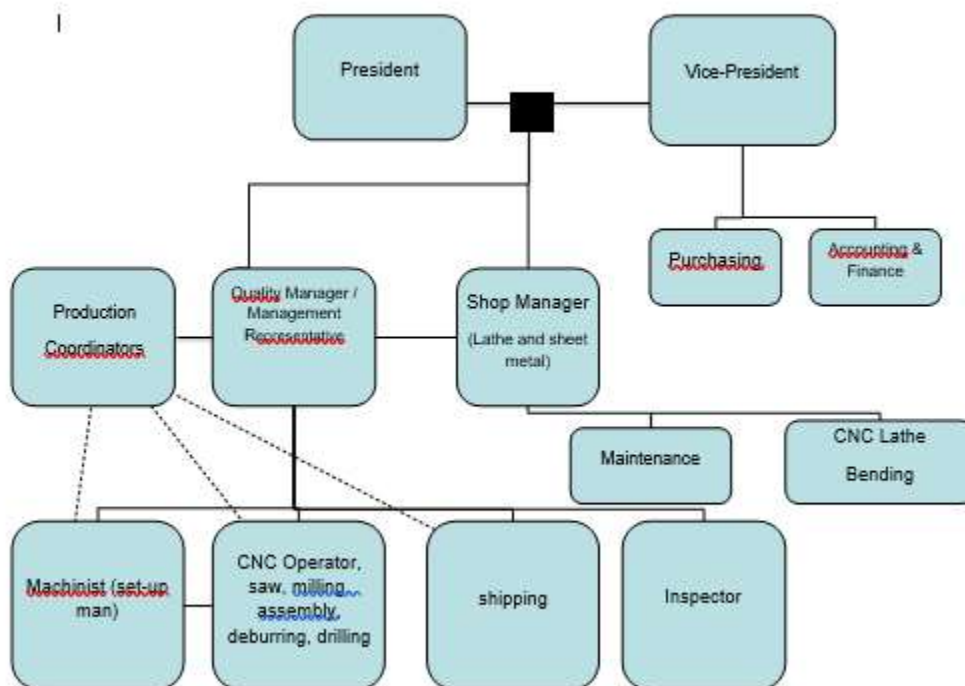 President
Vice-President
Purchasing
Accounting &
Finance
Production
Coordinators
Quality Manager /
Management
Representative
Shop Manager
(Lathe and sheet
metal)
Maintenance
CNC Lathe
Bending
Machinist (set-up
man)
CNC Operator,
saw, milling,
assembly,
deburring, drilling
shipping
Inspector